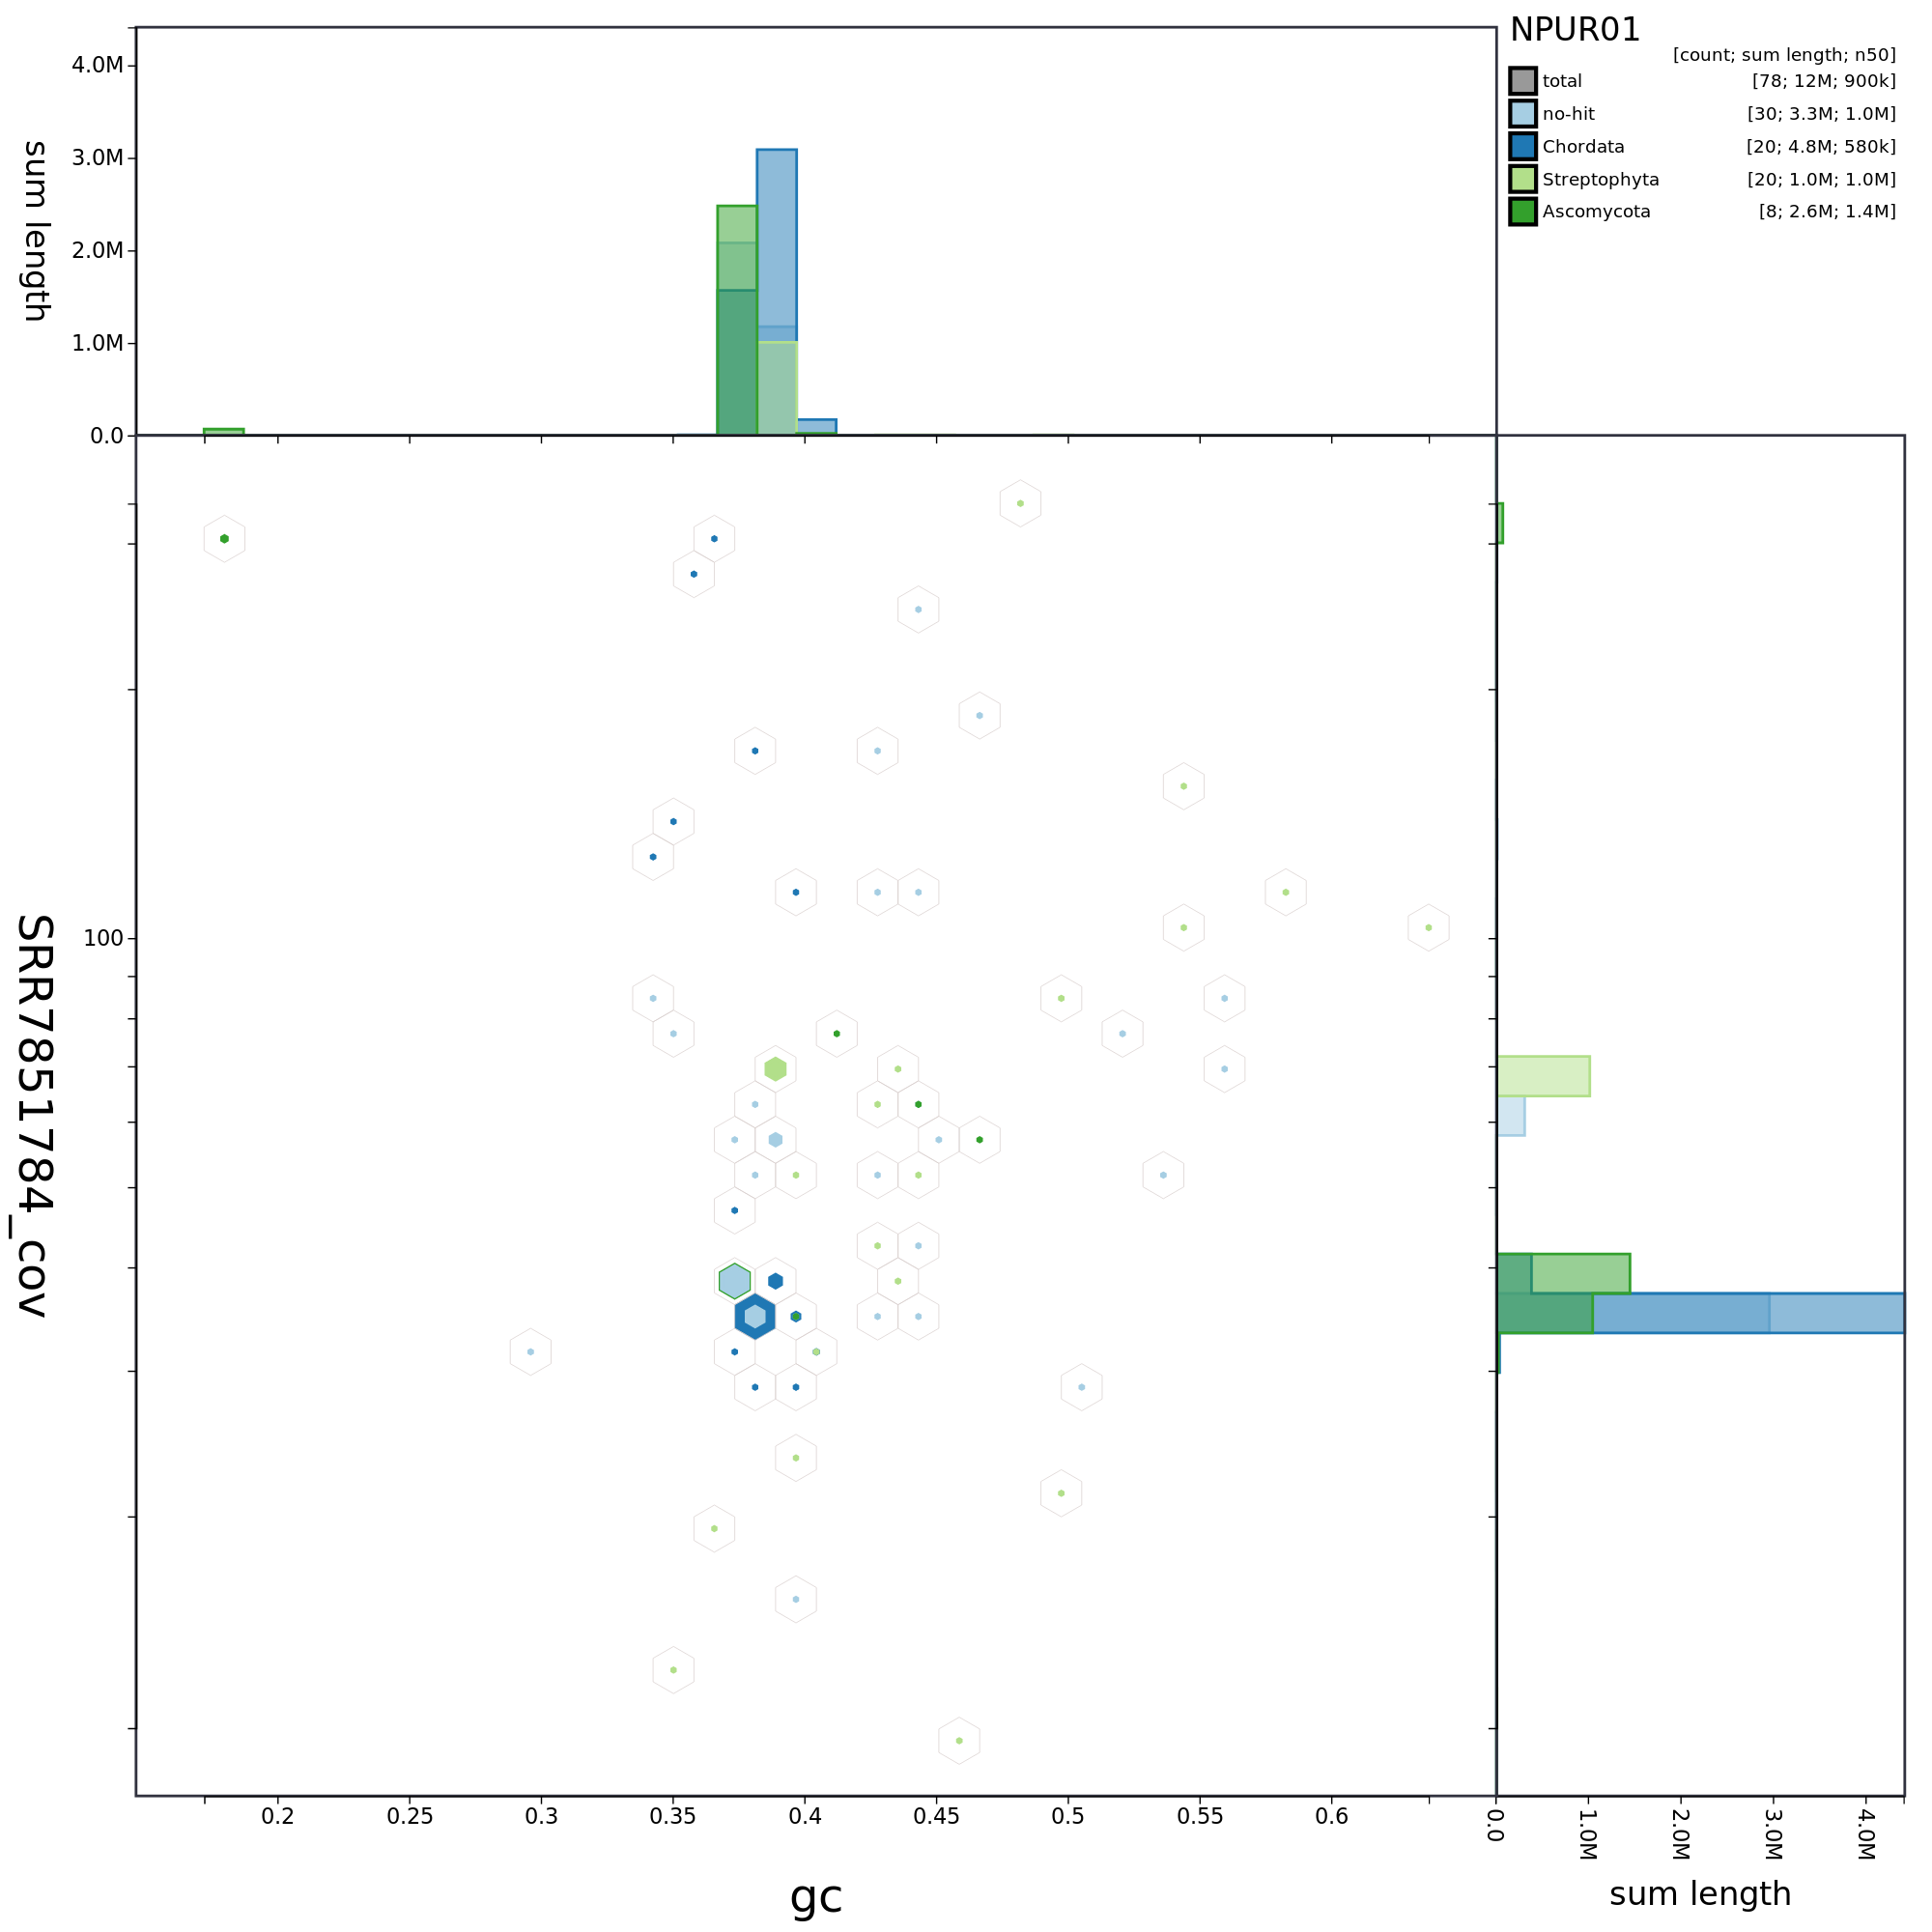 NPUR01
[count; sum length; n50]
total [78; 12M; 900k]
no-hit [30; 3.3M; 1.0M]
Chordata [20; 4.8M; 580k]
Streptophyta [20; 1.0M; 1.0M]
Ascomycota [8; 2.6M; 1.4M]
sum length
4.0M
3.0M
2.0M
1.0M
0.0
SRR7851784_cov
100
0.2 0.25 0.3 0.35 0.4 0.45 0.5 0.55 0.6
gc
0.0 1.0M 2.0M 3.0M 4.0M
sum length